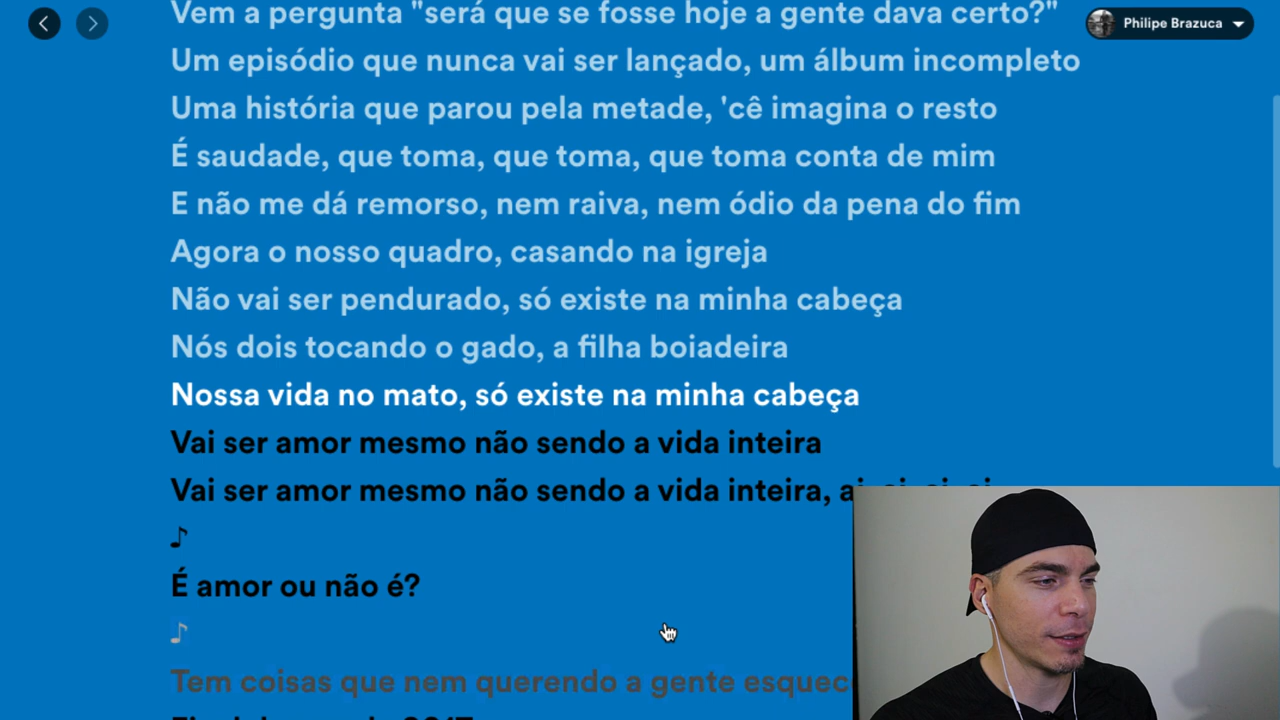 Vem a pergunta "será que se fosse hoje a gente dava certo?"
Philipe Brazuca
Um episódio que nunca vai ser lançado, um álbum incompleto
Uma história que parou pela metade, 'cê imagina o resto
É saudade, que toma, que toma, que toma conta de mim
E não me dá remorso, nem raiva, nem ódio da pena do fim
Agora o nosso quadro, casando na igreja
Não vai ser pendurado, só existe na minha cabeça
Nós dois tocando o gado, a filha boiadeira
Nossa vida no mato, só existe na minha cabeça
Vai ser amor mesmo não sendo a vida inteira
Vai ser amor mesmo não sendo a vida inteira, ai, ai, ai, ai
♪
É amor ou não é?
♪
Tem coisas que nem querendo a gente